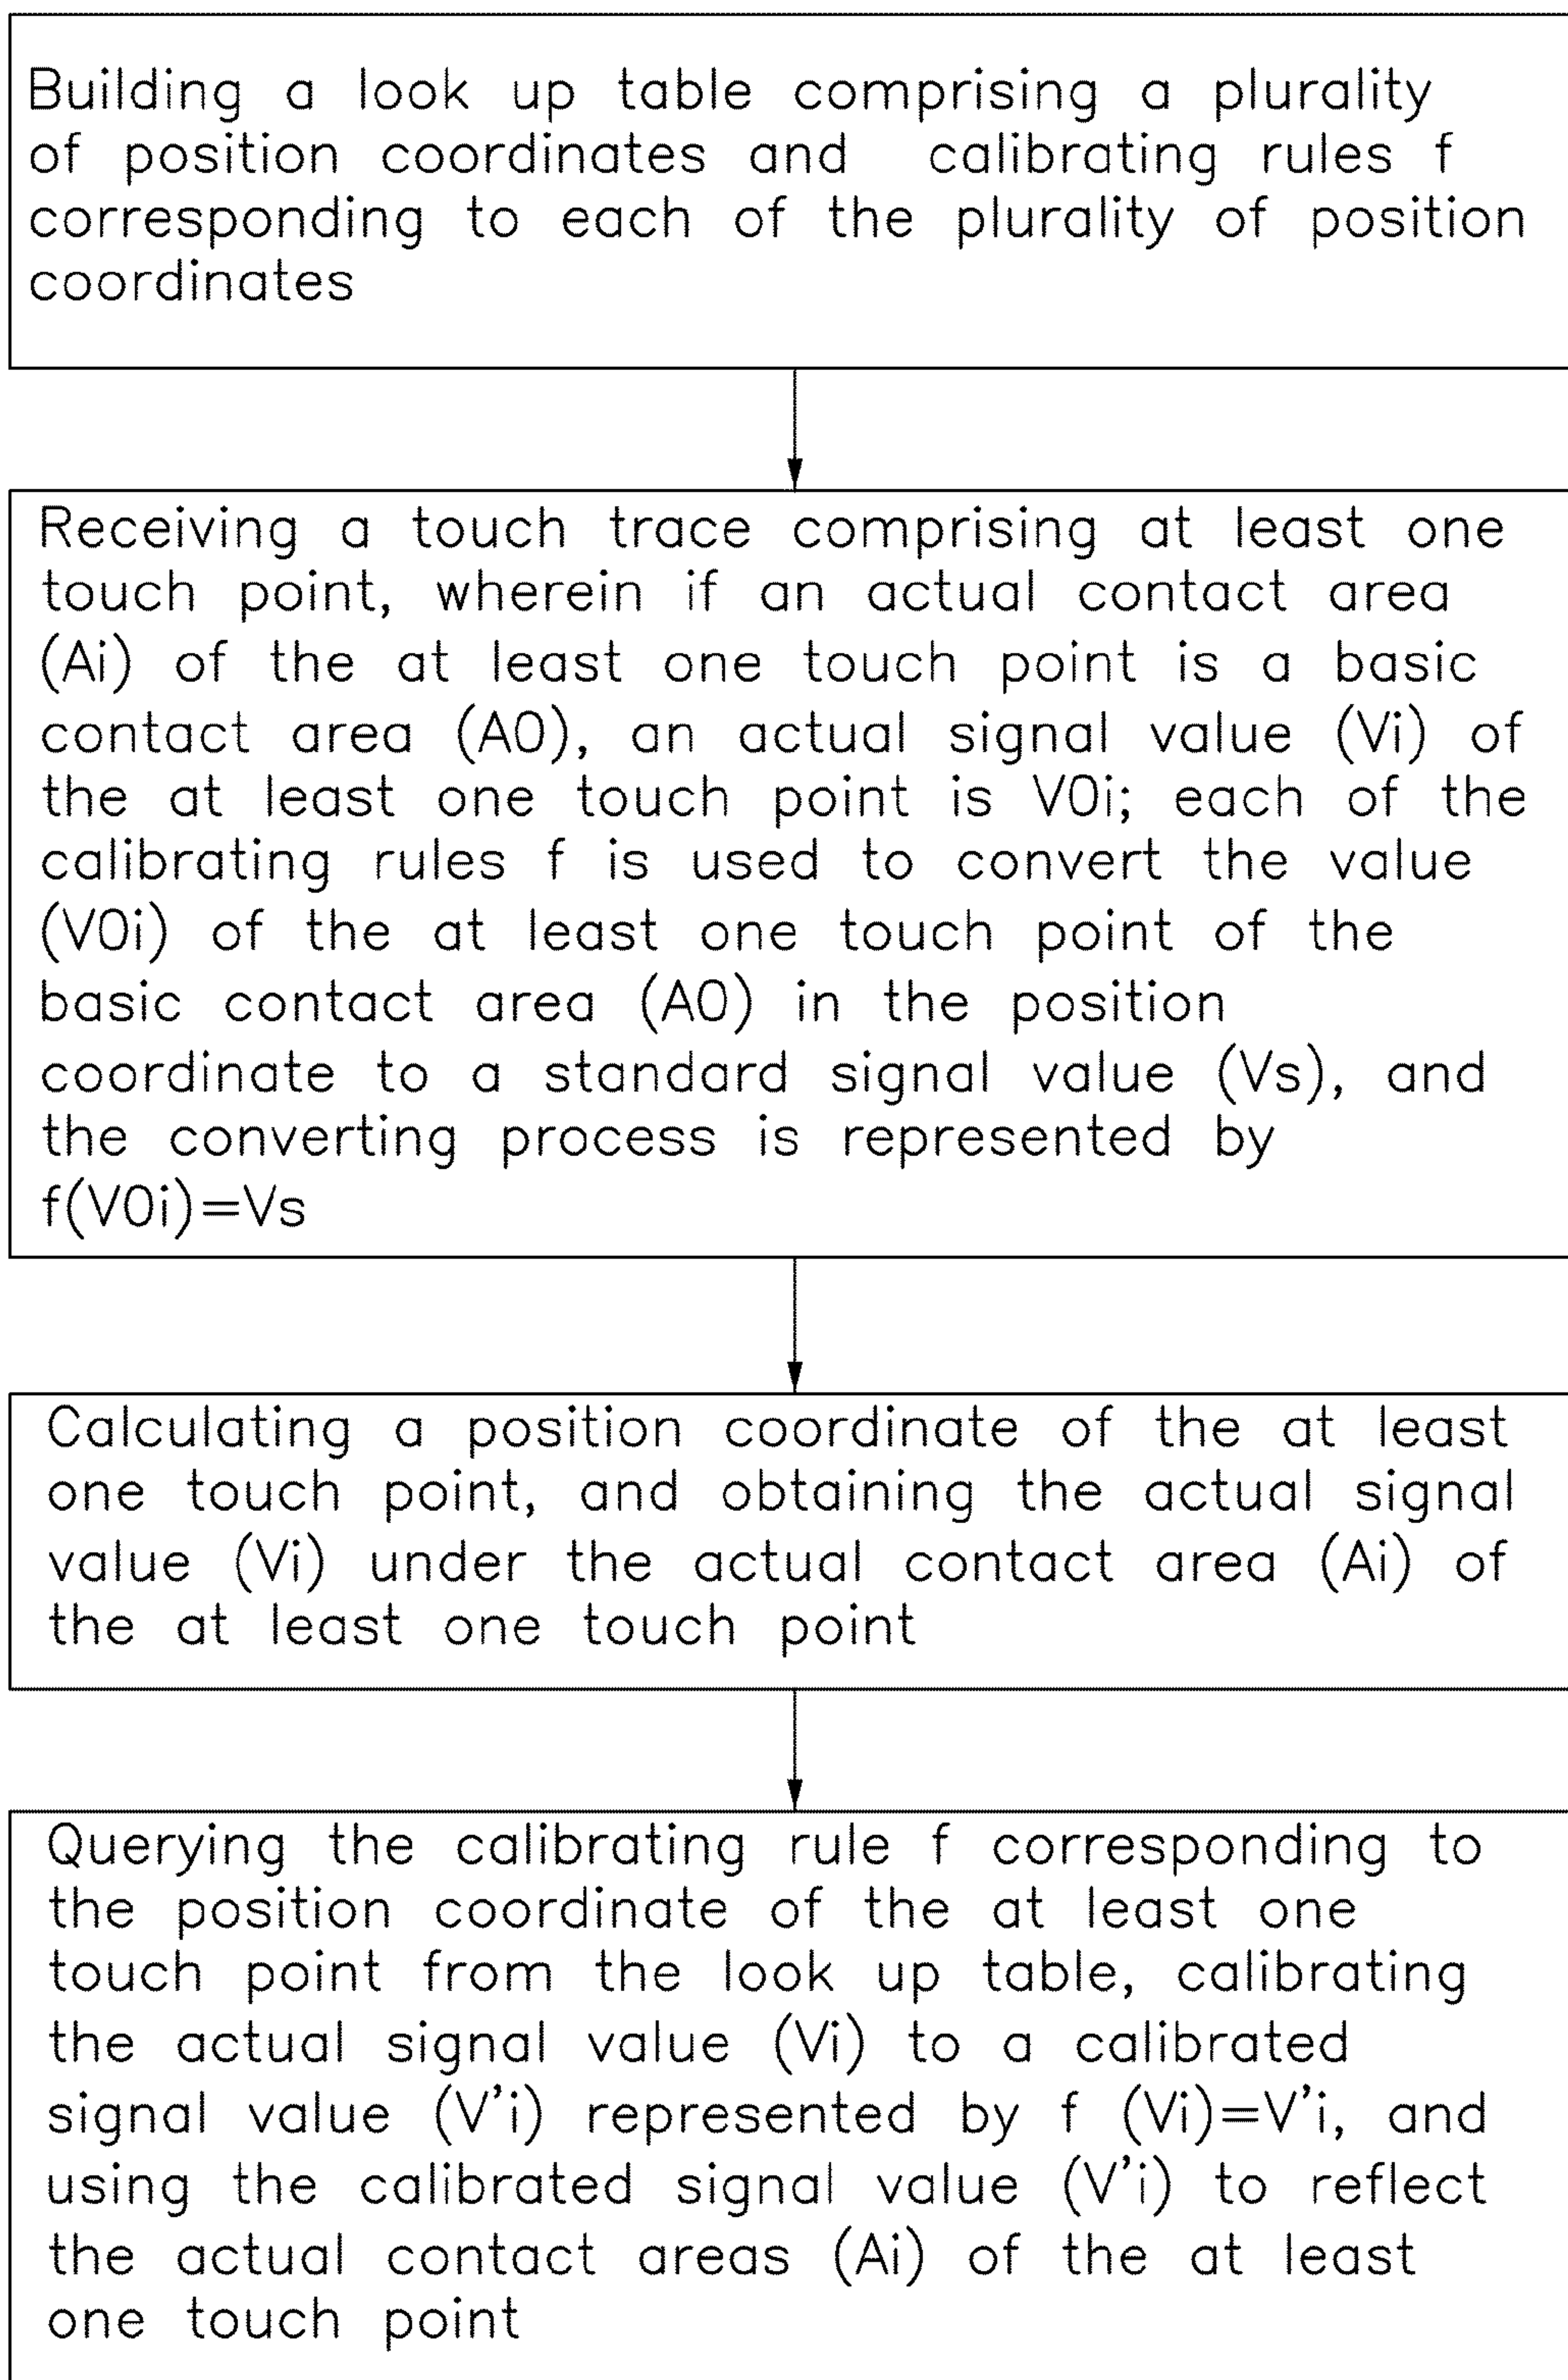 Building a look up table comprising a plurality
of position coordinates and calibrating rules f
corresponding to each of the plurality of position
coordinates
Receiving a touch trace comprising at least one
touch point, wherein if an actual contact area
(Ai) of the at least one touch point is a basic
contact area (A0), an actual signal value (Vi) of
the at least one touch point is V0i; each of the
calibrating rules f is used to convert the value
(V0i) of the at least one touch point of the
basic contact area (A0) in the position
coordinate to a standard signal value (Vs), and
the converting process is represented by
f(V0i)=Vs
Calculating a position coordinate of the at least
one touch point, and obtaining the actual signal
value (Vi) under the actual contact area (Ai) of
the at least one touch point
Querying the calibrating rule f corresponding to
the position coordinate of the at least one
touch point from the look up table, calibrating
the actual signal value (Vi) to a calibrated
signal value (V'i) represented by f (Vi)=V'i, and
using the calibrated signal value (V'i) to reflect
the actual contact areas (Ai) of the at least
one touch point